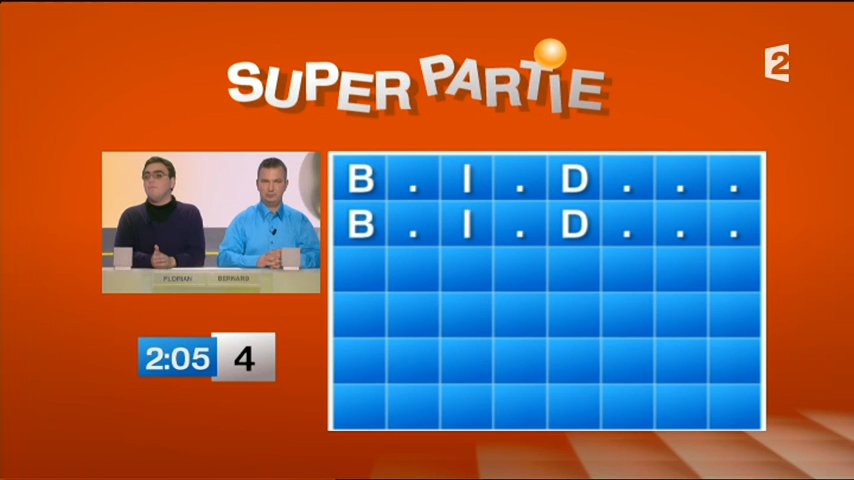 SUPER PARTIE
2
B . I . D . . .
B . I . D . . .
FLORIAN BERNARD
2:05 4